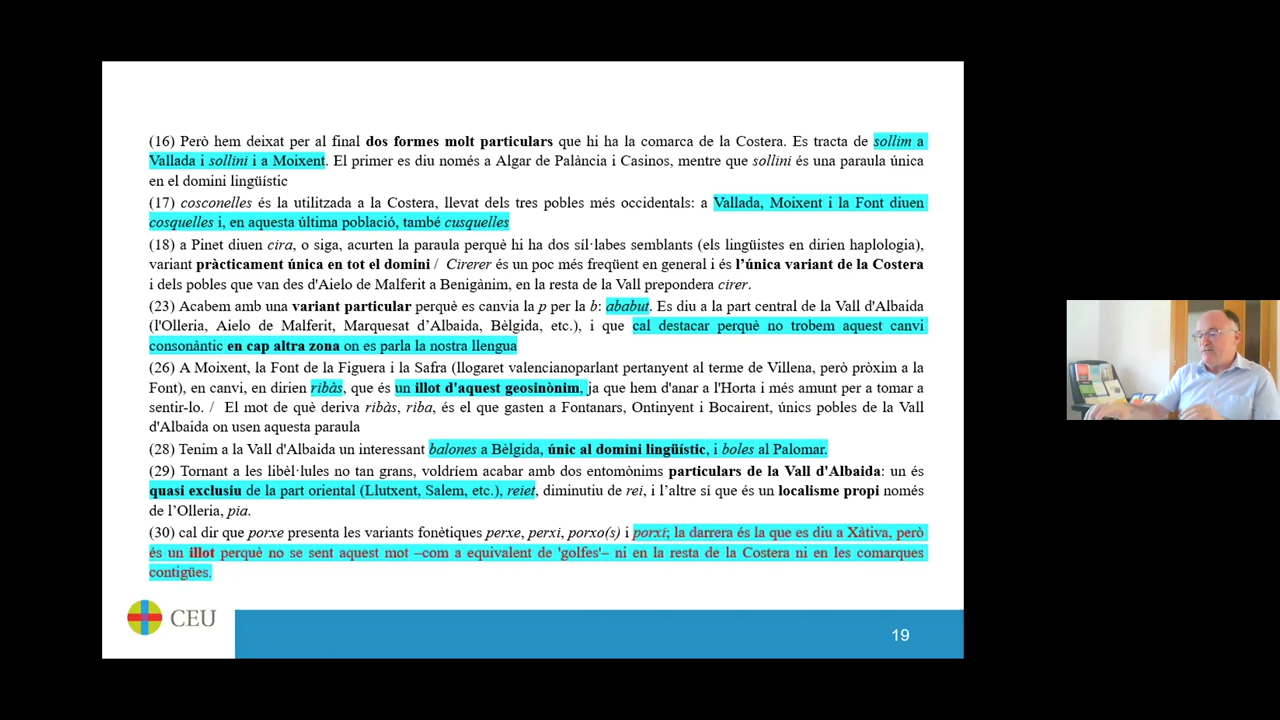 (16) Però hem deixat per al final dos formes molt particulars que hi ha la comarca de la Costera. Es tracta de sollim a
Vallada i sollini i a Moixent. El primer es diu només a Algar de Palància i Casinos, mentre que sollini és una paraula única
en el domini lingüístic
(17) cosconelles és la utilitzada a la Costera, llevat dels tres pobles més occidentals: a Vallada, Moixent i la Font diuen
cosquelles i, en aquesta última població, també cusquelles
(18) a Pinet diuen cira, o siga, acurten la paraula perquè hi ha dos síl·labes semblants (els lingüistes en dirien haplologia),
variant pràcticament única en tot el domini / Cirerer és un poc més freqüent en general i és l’única variant de la Costera
i dels pobles que van des d'Aielo de Malferit a Benigànim, en la resta de la Vall prepondera cirer.
(23) Acabem amb una variant particular perquè es canvia la p per la b: ababut. Es diu a la part central de la Vall d'Albaida
(l'Olleria, Aielo de Malferit, Marquesat d’Albaida, Bèlgida, etc.), i que cal destacar perquè no trobem aquest canvi
consonàntic en cap altra zona on es parla la nostra llengua
(26) A Moixent, la Font de la Figuera i la Safra (llogaret valencianoparlant pertanyent al terme de Villena, però pròxim a la
Font), en canvi, en dirien ribàs, que és un illot d'aquest geosinònim, ja que hem d'anar a l'Horta i més amunt per a tomar a
sentir-lo. / El mot de què deriva ribàs, riba, és el que gasten a Fontanars, Ontinyent i Bocairent, únics pobles de la Vall
d'Albaida on usen aquesta paraula
(28) Tenim a la Vall d'Albaida un interessant balones a Bèlgida, únic al domini lingüístic, i boles al Palomar.
(29) Tornant a les libèl·lules no tan grans, voldríem acabar amb dos entomònims particulars de la Vall d'Albaida: un és
quasi exclusiu de la part oriental (Llutxent, Salem, etc.), reiet, diminutiu de rei, i l’altre sí que és un localisme propi només
de l’Olleria, pia.
(30) cal dir que porxe presenta les variants fonètiques perxe, perxi, porxo(s) i porxi; la darrera és la que es diu a Xàtiva, però
és un illot perquè no se sent aquest mot –com a equivalent de 'golfes'– ni en la resta de la Costera ni en les comarques
contigües.
CEU
19